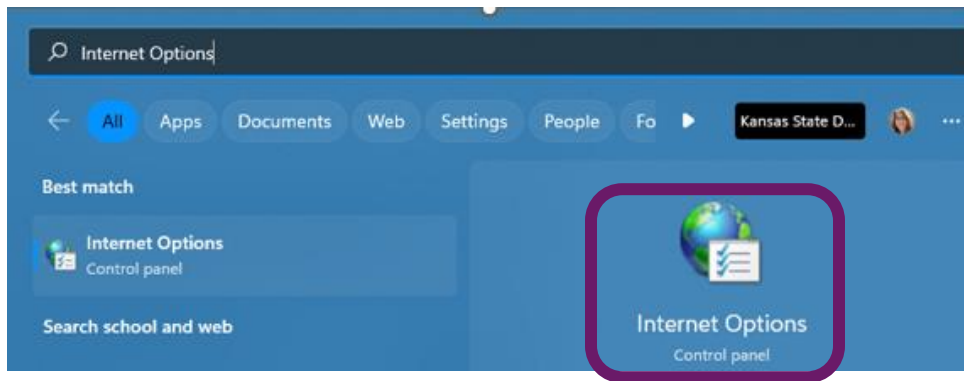 Internet Options
All Apps Documents Web Settings People Fo Kansas State D... ...
Best match
Internet Options
Control panel
Search school and web
Internet Options
Control panel